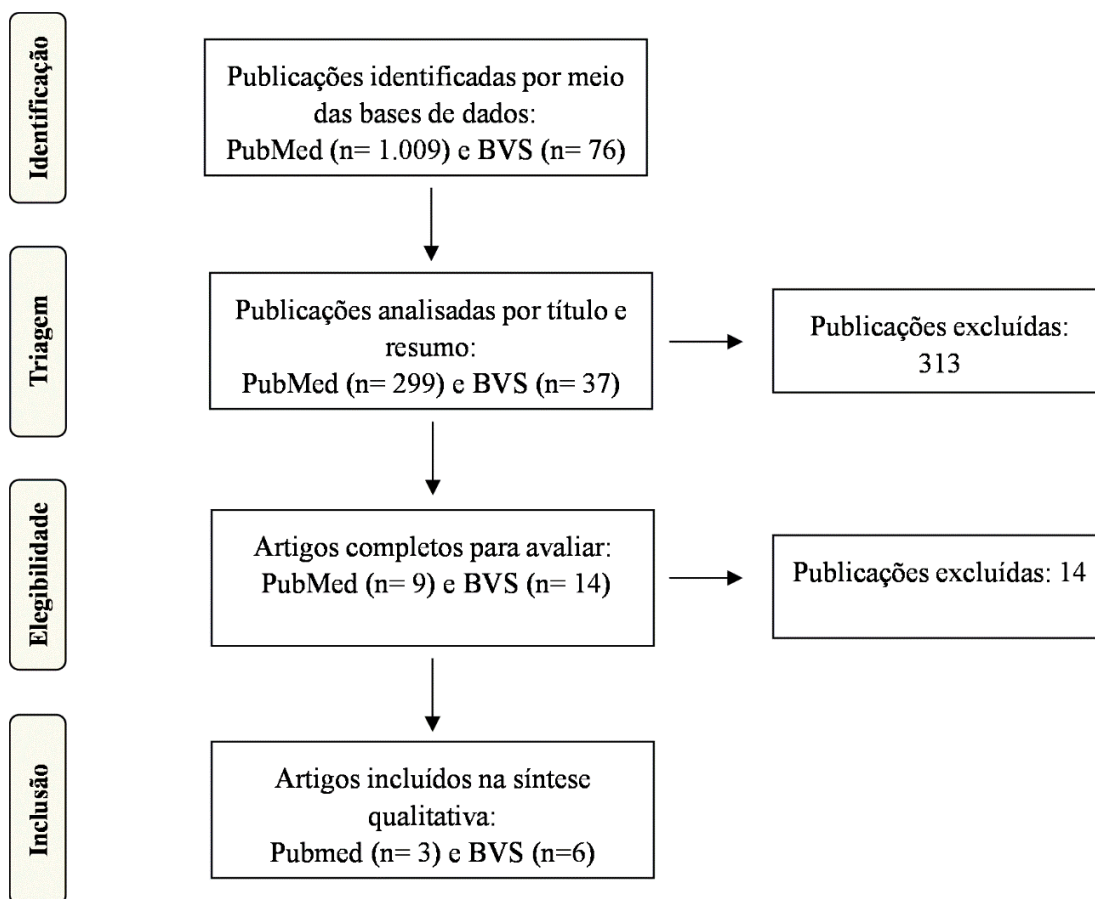 Identificação
Publicações identificadas por meio
das bases de dados:
PubMed (n= 1.009) e BVS (n= 76)
Triagem
Publicações analisadas por título e
resumo:
PubMed (n= 299) e BVS (n= 37)
Publicações excluídas:
313
Elegibilidade
Artigos completos para avaliar:
PubMed (n= 9) e BVS (n= 14)
Publicações excluídas: 14
Inclusão
Artigos incluídos na síntese
qualitativa:
Pubmed (n= 3) e BVS (n=6)